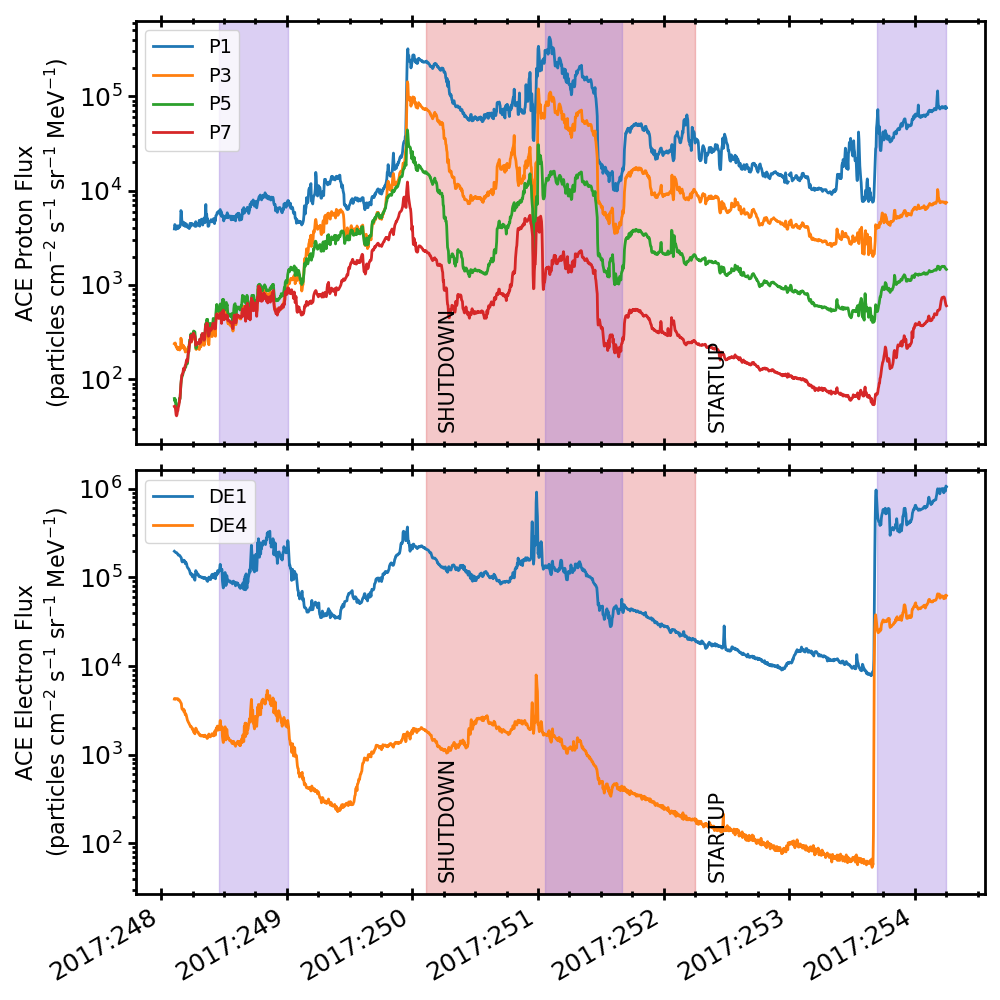 ACE Proton Flux
(particles cm⁻² s⁻¹ sr⁻¹ MeV⁻¹)
10⁵
10⁴
10³
10²
P1
P3
P5
P7
SHUTDOWN
STARTUP
ACE Electron Flux
(particles cm⁻² s⁻¹ sr⁻¹ MeV⁻¹)
10⁶
10⁵
10⁴
10³
10²
DE1
DE4
SHUTDOWN
STARTUP
2017:248
2017:249
2017:250
2017:251
2017:252
2017:253
2017:254